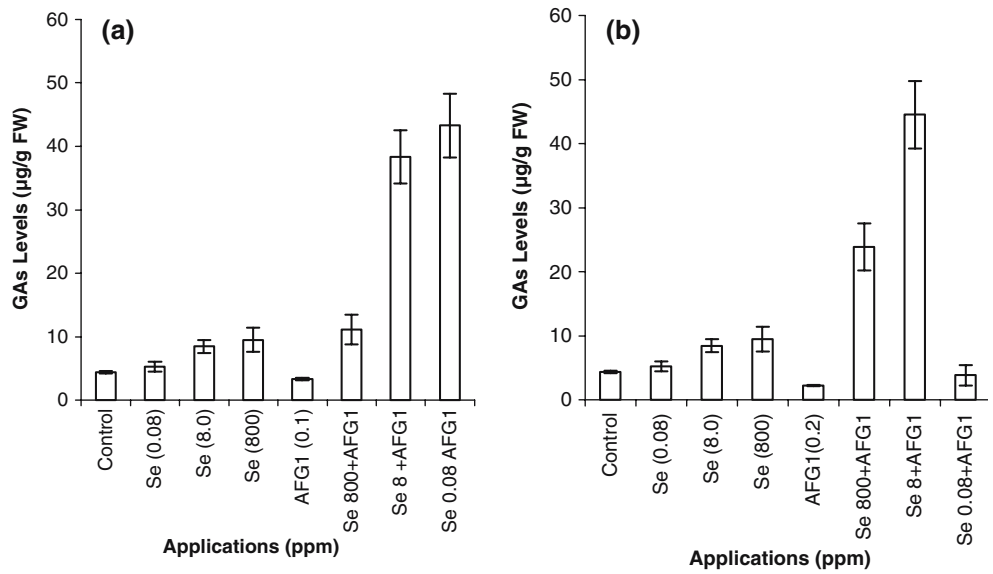 (a)
GAs Levels (µg/g FW)
60
50
40
30
20
10
0
Control
Se (0.08)
Se (8.0)
Se (800)
AFG1 (0.1)
Se 800+AFG1
Se 8 +AFG1
Se 0.08 AFG1
Applications (ppm)
(b)
GAs Levels (µg/g FW)
60
50
40
30
20
10
0
Control
Se (0.08)
Se (8.0)
Se (800)
AFG1(0.2)
Se 800+AFG1
Se 8+AFG1
Se 0.08+AFG1
Applications (ppm)